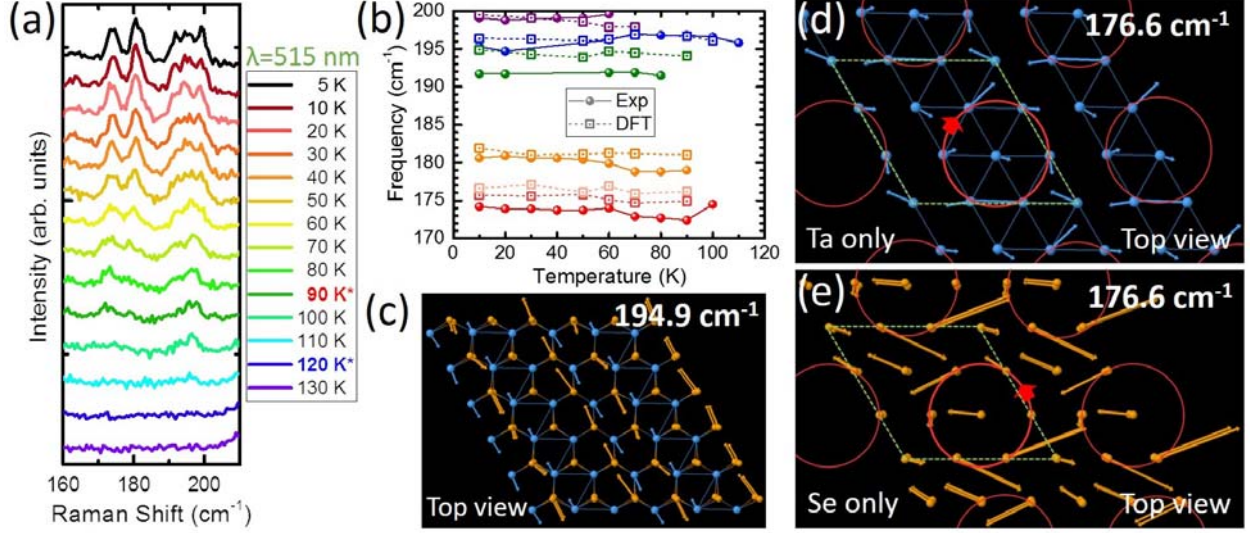 (a)
λ=515 nm
5 K
10 K
20 K
30 K
40 K
50 K
60 K
70 K
80 K
90 K*
100 K
110 K
120 K*
130 K
Intensity (arb. units)
160 180 200
Raman Shift (cm⁻¹)
(b)
200
195
190
185
180
175
170
Frequency (cm⁻¹)
Exp
DFT
0 20 40 60 80 100 120
Temperature (K)
(c)
194.9 cm⁻¹
Top view
(d)
176.6 cm⁻¹
Ta only
Top view
(e)
176.6 cm⁻¹
Se only
Top view